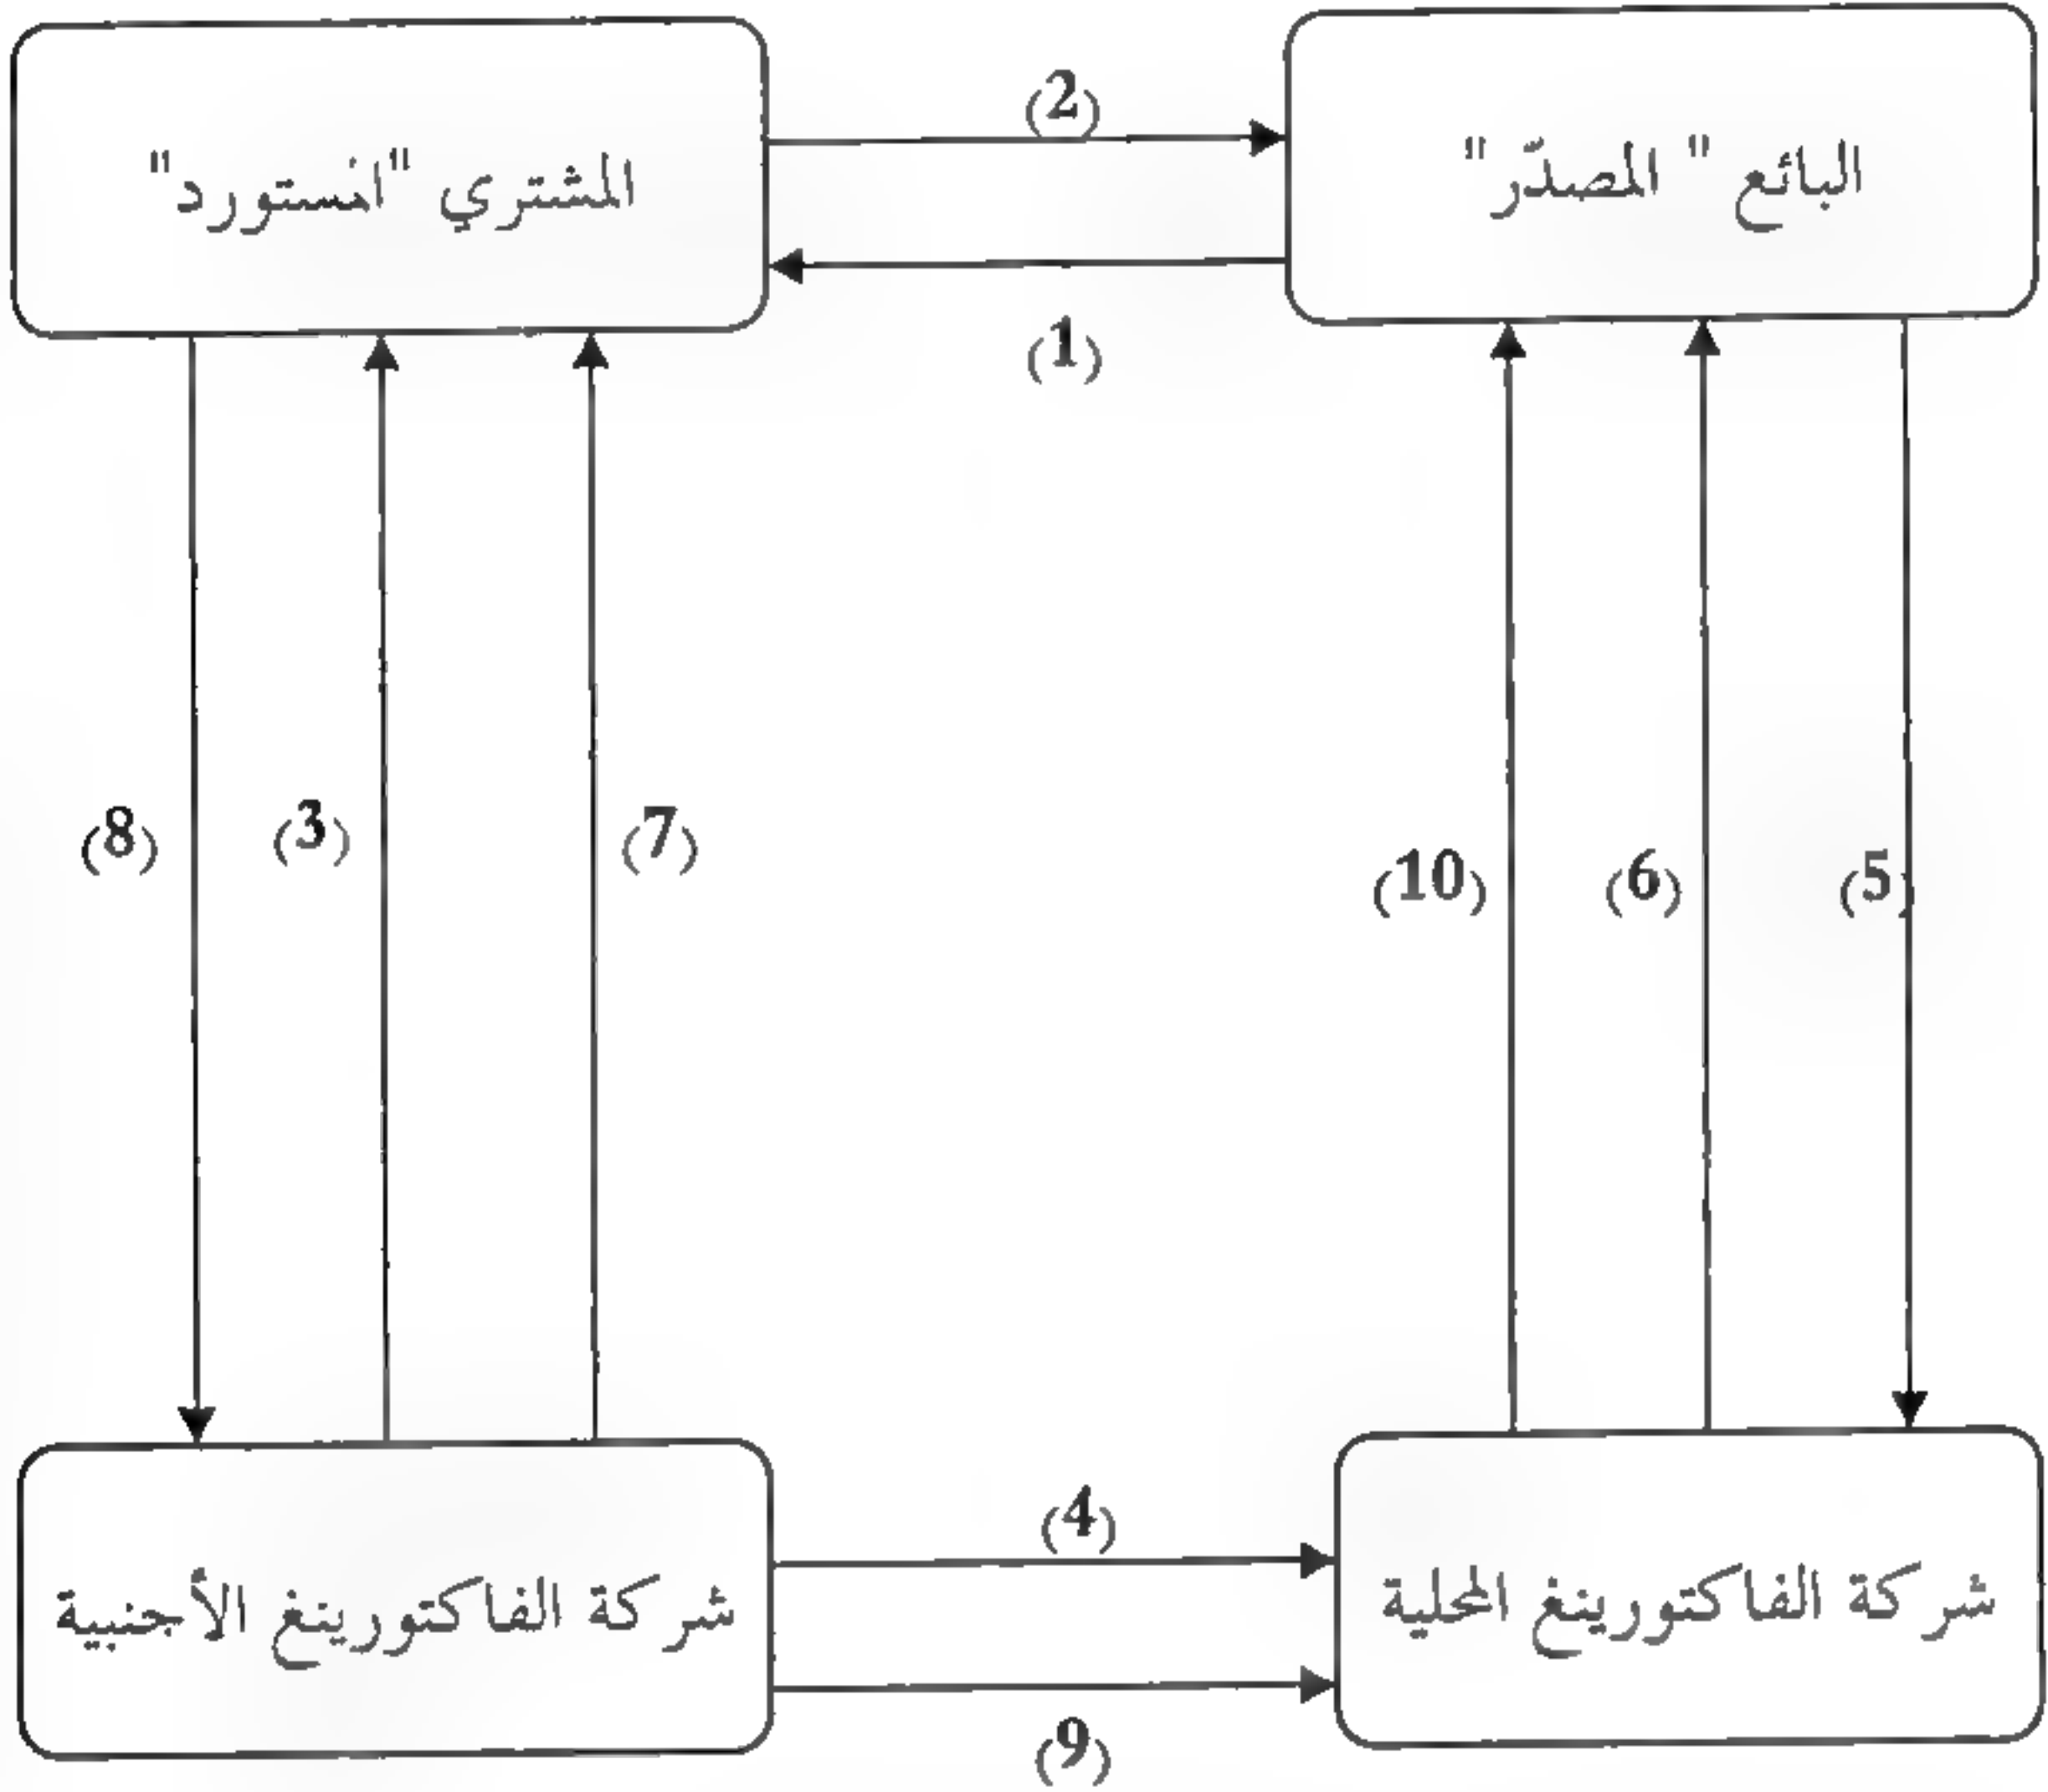 البائع " المصدّر"
المشتري "المستورد"
(2)
(1)
(5)
(6)
(10)
(7)
(3)
(8)
شركة الفاكتورينغ المحلية
شركة الفاكتورينغ الأجنبية
(4)
(9)